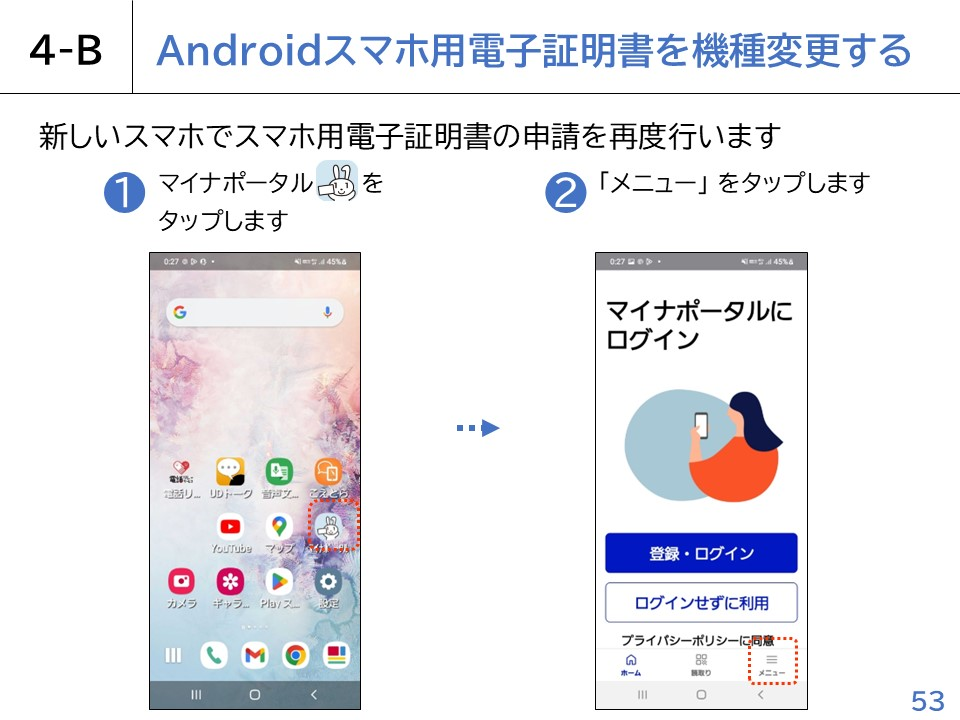 4-B
Androidスマホ用電子証明書を機種変更する
新しいスマホでスマホ用電子証明書の申請を再度行います
1 マイナポータル を
タップします
2 「メニュー」をタップします
0:27 45%
G
電話リ... UDトーク 音声文... こえとら
YouTube マップ
カメラ ギャラ... Play ス... 設定
0:27 45%
マイナポータルに
ログイン
登録・ログイン
ログインせずに利用
プライバシーポリシーに同意
ホーム 読取り メニュー
53